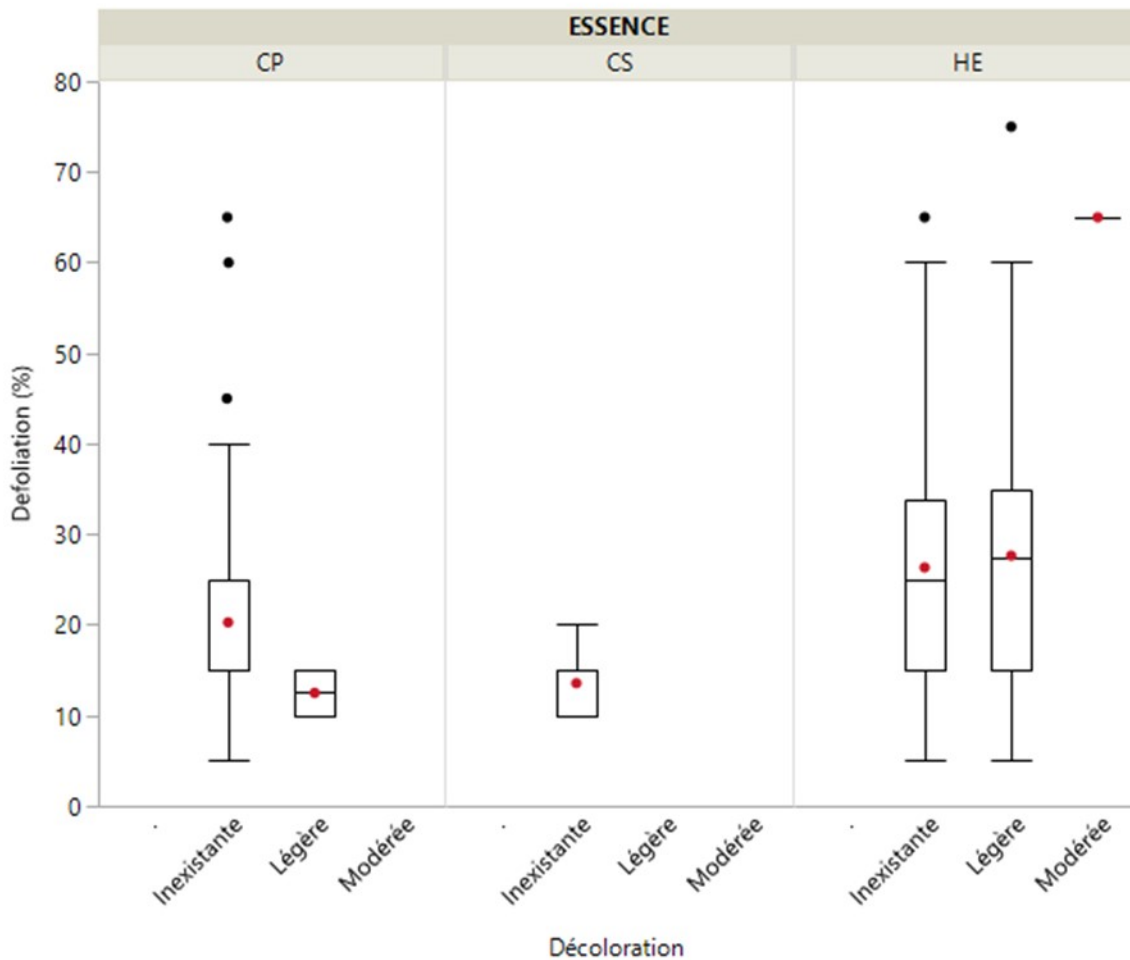 ESSENCE
CP CS HE
80
70
60
50
40
30
20
10
0
Defoliation (%)
. Inexistante Légère Modérée . Inexistante Légère Modérée . Inexistante Légère Modérée
Décoloration